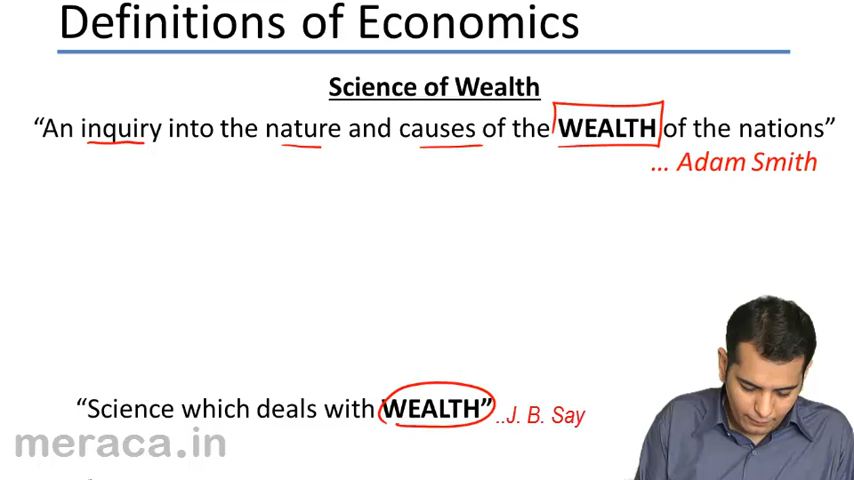 Definitions of Economics
Science of Wealth
“An inquiry into the nature and causes of the WEALTH of the nations”
... Adam Smith
“Science which deals with WEALTH”
..J. B. Say
meraca.in